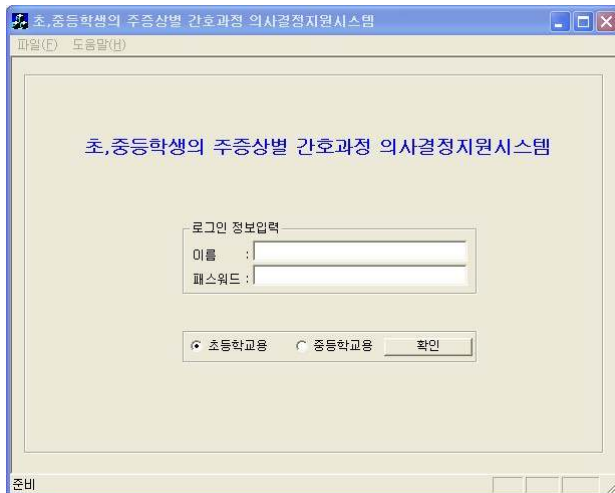 초,중등학생의 주증상별 간호과정 의사결정지원시스템
파일(F) 도움말(H)
초,중등학생의 주증상별 간호과정 의사결정지원시스템
로그인 정보입력
이름 :
패스워드 :
초등학교용 중등학교용 확인
준비